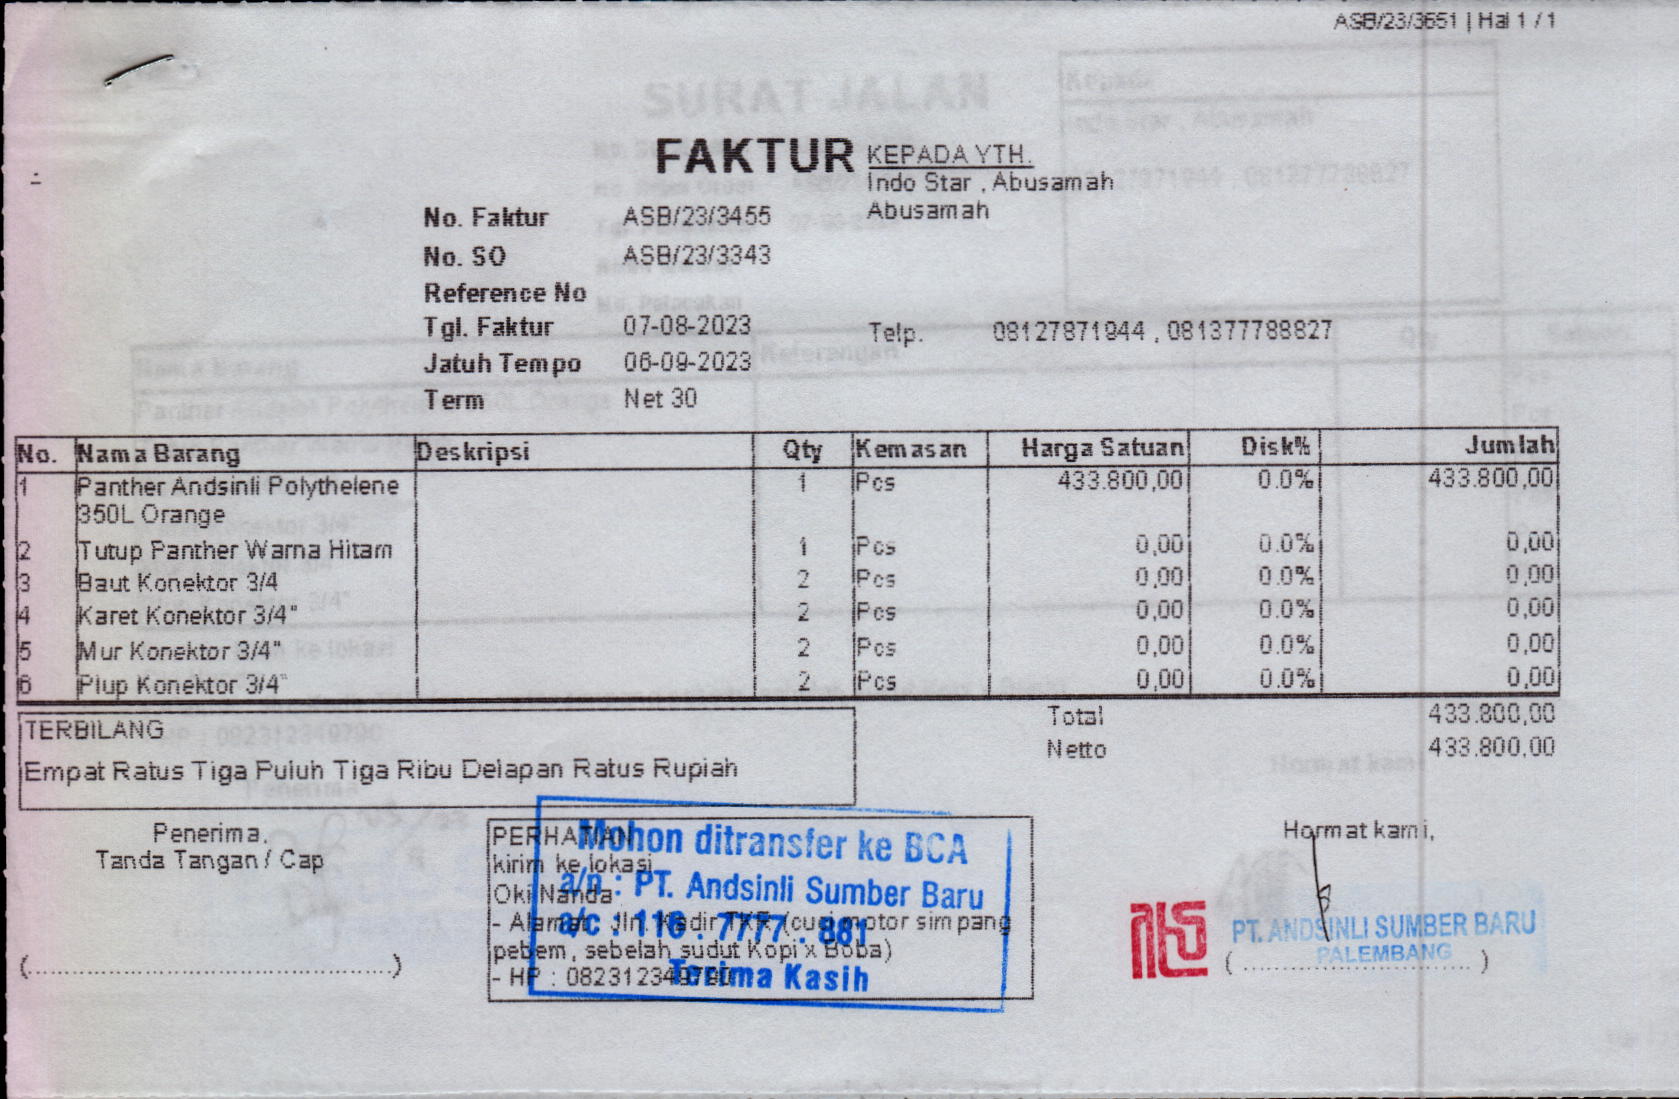 ASB/23/3651 | Hal 1 / 1
FAKTUR
KEPADA YTH.
Indo Star , Abusamah
Abusamah
No. Faktur ASB/23/3455
No. SO ASB/23/3343
Reference No
Tgl. Faktur 07-08-2023
Telp. 08127871944 , 081377788827
Jatuh Tempo 06-09-2023
Term Net 30
No. Nama Barang Deskripsi Qty Kemasan Harga Satuan Disk% Jumlah
1 Panther Andsinli Polythelene 1 Pcs 433.800,00 0.0% 433.800,00
350L Orange
2 Tutup Panther Warna Hitam 1 Pcs 0,00 0.0% 0,00
3 Baut Konektor 3/4 2 Pcs 0,00 0.0% 0,00
4 Karet Konektor 3/4" 2 Pcs 0,00 0.0% 0,00
5 Mur Konektor 3/4" 2 Pcs 0,00 0.0% 0,00
6 Plup Konektor 3/4" 2 Pcs 0,00 0.0% 0,00
Total 433.800,00
Netto 433.800,00
TERBILANG
Empat Ratus Tiga Puluh Tiga Ribu Delapan Ratus Rupiah
Penerima,
Tanda Tangan / Cap
(........................................................)
PERHATIAN
kirim ke lokasi
Oki Nanda
- Alamat : Jln. Kadir TKR (cuci motor simpang
pebem , sebelah sudut Kopi x Boba)
- HP :
Mohon ditransfer ke BCA
a/n : PT. Andsinli Sumber Baru
a/c : 116 . 7777 . 881
Terima Kasih
Hormat kami,
PT. ANDSINLI SUMBER BARU
PALEMBANG
( ................................... )